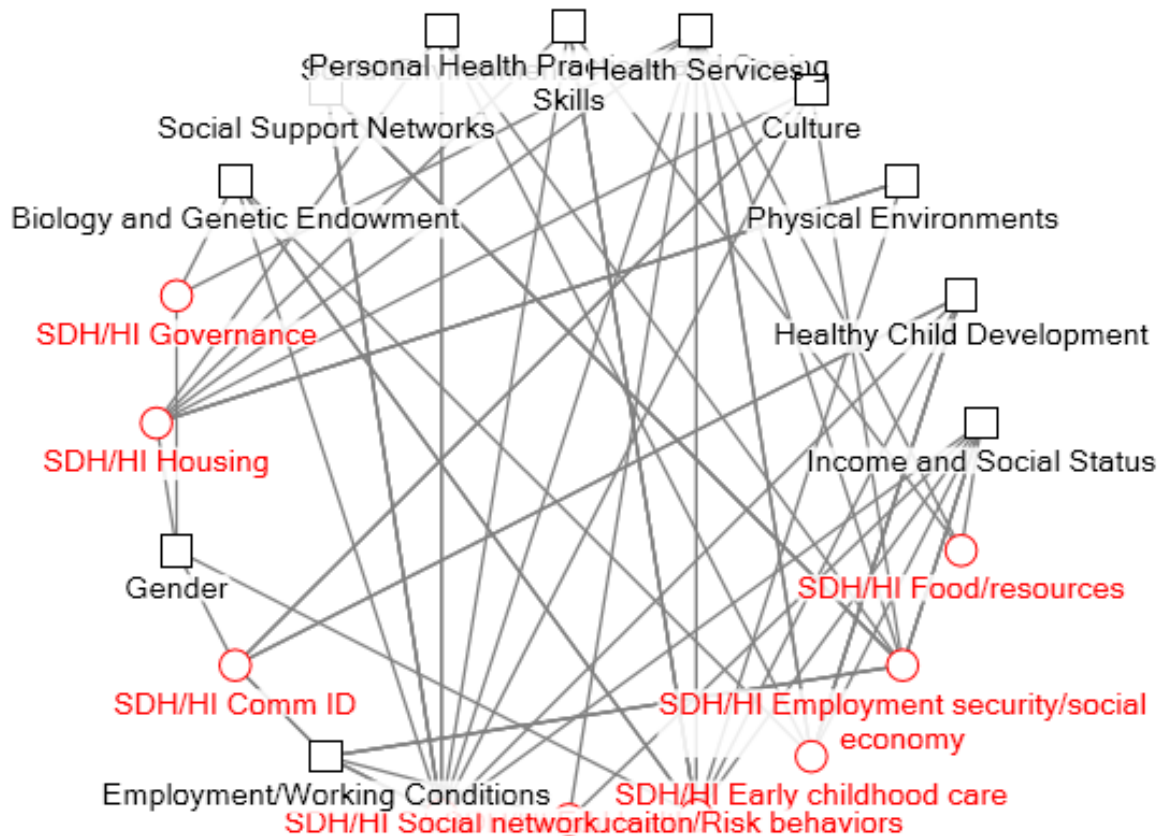 Personal Health Prac
Health Services
Skills
Social Support Networks
Culture
Biology and Genetic Endowment
Physical Environments
SDH/HI Governance
Healthy Child Development
SDH/HI Housing
Income and Social Status
Gender
SDH/HI Food/resources
SDH/HI Comm ID
SDH/HI Employment security/social
economy
Employment/Working Conditions
SDH/HI Early childhood care
SDH/HI Social network
ucaiton/Risk behaviors